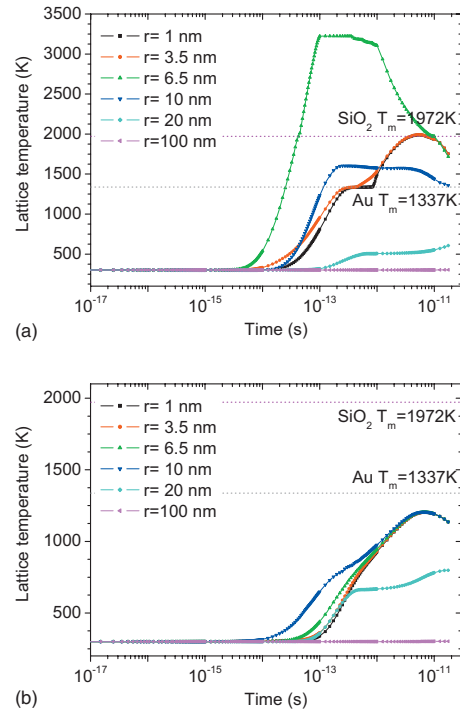 3500
3000
2500
2000
1500
1000
500
Lattice temperature (K)
r= 1 nm
r= 3.5 nm
r= 6.5 nm
r= 10 nm
r= 20 nm
r=100 nm
SiO₂ Tₘ=1972K
Au Tₘ=1337K
10⁻¹⁷ 10⁻¹⁵ 10⁻¹³ 10⁻¹¹
(a) Time (s)
2000
1500
1000
500
Lattice temperature (K)
r= 1 nm
r= 3.5 nm
r= 6.5 nm
r= 10 nm
r= 20 nm
r=100 nm
SiO₂ Tₘ=1972K
Au Tₘ=1337K
10⁻¹⁷ 10⁻¹⁵ 10⁻¹³ 10⁻¹¹
(b) Time (s)